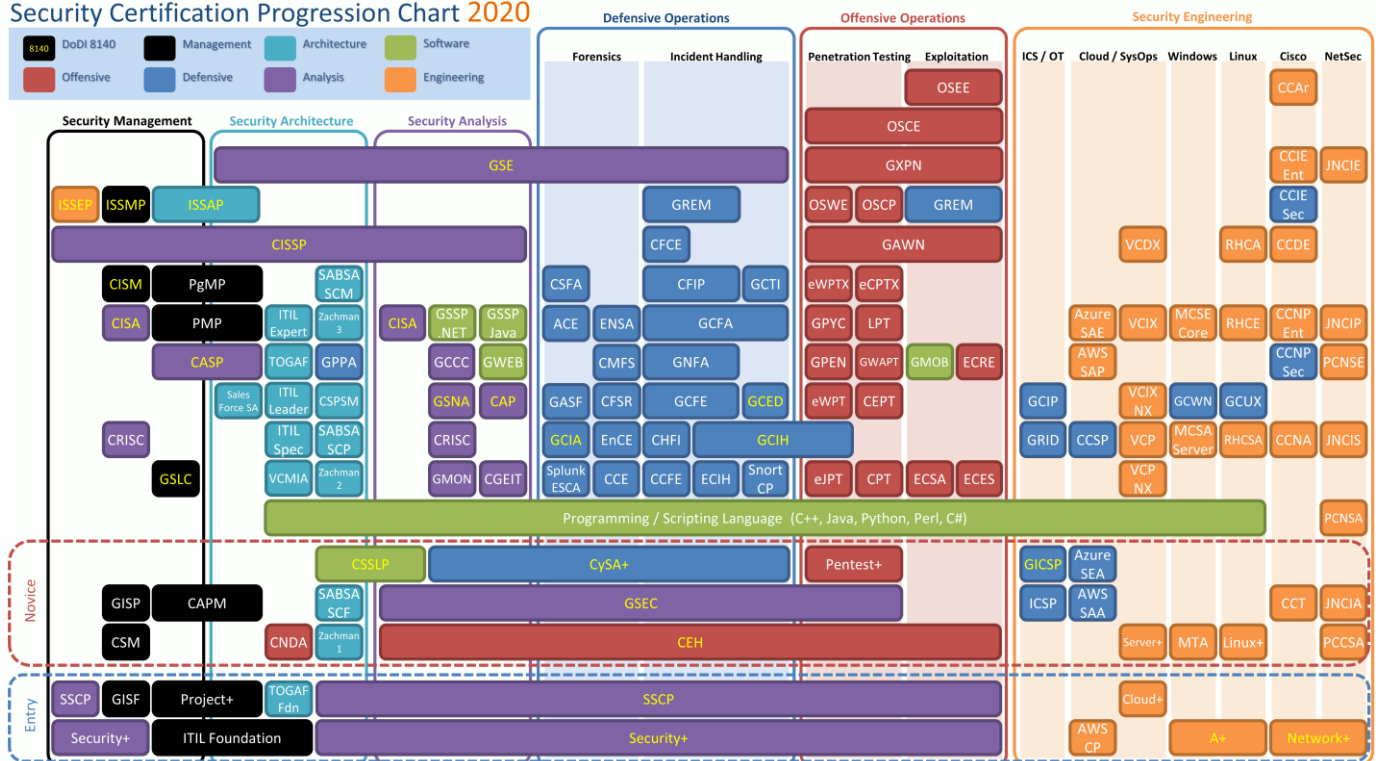 Security Certification Progression Chart 2020
8140 DoDI 8140 Management Architecture Software
Offensive Defensive Analysis Engineering
Defensive Operations Offensive Operations Security Engineering
Forensics Incident Handling Penetration Testing Exploitation ICS / OT Cloud / SysOps Windows Linux Cisco NetSec
OSEE CCAr
Security Management Security Architecture Security Analysis
OSCE
GSE GXPN CCIE Ent JNCIE
ISSEP ISSMP ISSAP GREM OSWE OSCP GREM CCIE Sec
CISSP CFCE GAWN VCDX RHCA CCDE
CISM PgMP SABSA SCM CSFA CFIP GCTI eWPTX eCPTX
CISA PMP ITIL Expert Zachman 3 CISA GSSP .NET GSSP Java ACE ENSA GCFA GPYC LPT Azure SAE VCIX MCSE Core RHCE CCNP Ent JNCIP
CASP TOGAF GPPA GCCC GWEB CMFS GNFA GPEN GWAPT GMOB ECRE AWS SAP CCNP Sec PCNSE
Sales Force SA ITIL Leader CSPSM GSNA CAP GASF CFSR GCFE GCED eWPT CEPT GCIP VCIX NX GCWN GCUX
CRISC ITIL Spec SABSA SCP CRISC GCIA EnCE CHFI GCIH GRID CCSP VCP MCSA Server RHCSA CCNA JNCIS
GSLC VCMIA Zachman 2 GMON CGEIT Splunk ESCA CCE CCFE ECIH Snort CP eJPT CPT ECSA ECES VCP NX
Programming / Scripting Language (C++, Java, Python, Perl, C#) PCNSA
Novice
CSSLP CySA+ Pentest+ GICSP Azure SEA
GISP CAPM SABSA SCF GSEC ICSP AWS SAA CCT JNCIA
CSM CNDA Zachman 1 CEH Server+ MTA Linux+ PCCSA
Entry
SSCP GISF Project+ TOGAF Fdn SSCP Cloud+
Security+ ITIL Foundation Security+ AWS CP A+ Network+